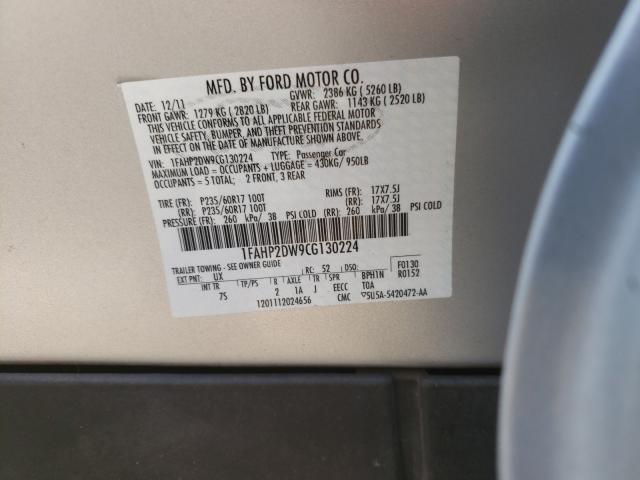 MFD. BY FORD MOTOR CO.
DATE: 12/11 GVWR: 2386 KG ( 5260 LB)
FRONT GAWR: 1279 KG ( 2820 LB) REAR GAWR: 1143 KG ( 2520 LB)
THIS VEHICLE CONFORMS TO ALL APPLICABLE FEDERAL MOTOR
VEHICLE SAFETY, BUMPER, AND THEFT PREVENTION STANDARDS
IN EFFECT ON THE DATE OF MANUFACTURE SHOWN ABOVE.
VIN: 1FAHP2DW9CG130224 TYPE: Passenger Car
MAXIMUM LOAD = OCCUPANTS + LUGGAGE = 430KG/ 950LB
OCCUPANTS = 5 TOTAL; 2 FRONT, 3 REAR
TIRE (FR): P235/60R17 100T RIMS (FR): 17X7.5J
(RR): P235/60R17 100T (RR): 17X7.5J
PRESSURE (FR): 260 kPa/ 38 PSI COLD (RR): 260 kPa/ 38 PSI COLD
1FAHP2DW9CG130224
TRAILER TOWING - SEE OWNER GUIDE
EXT PNT: UX RC: 52 DSO: F0130
R0152
INT TR TP/PS R AXLE TR SPR BPH1N
7S 2 1A J EECC TOA
1201112024656 CMC 5U5A-5420472-AA